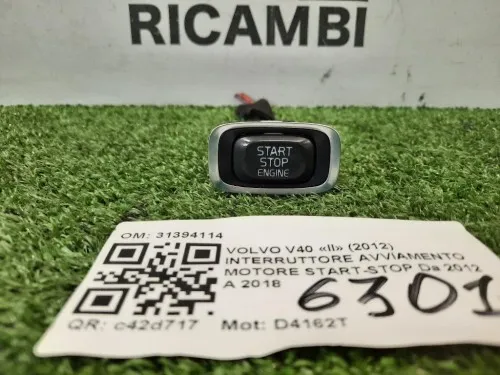 RICAMBI
START
STOP
ENGINE
OM: 31394114
VOLVO V40 «II» (2012)
INTERRUTTORE AVVIAMENTO
MOTORE START-STOP Da 2012
A 2018
6301
QR: c42d717 Mot: D4162T